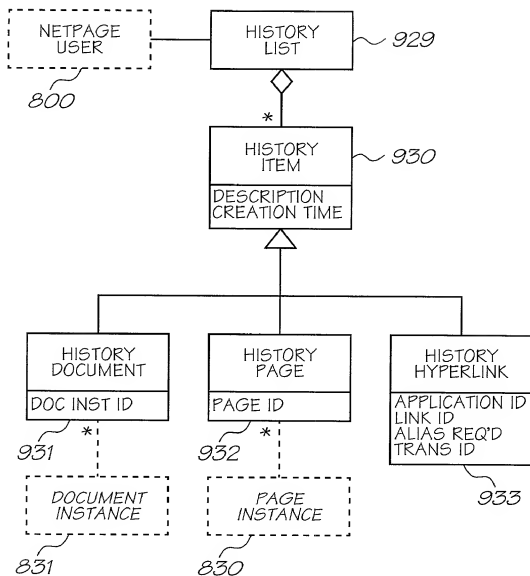 NETPAGE
USER
800
HISTORY
LIST
929
*
HISTORY
ITEM
930
DESCRIPTION
CREATION TIME
HISTORY
DOCUMENT
DOC INST ID
931
*
DOCUMENT
INSTANCE
831
HISTORY
PAGE
PAGE ID
932
*
PAGE
INSTANCE
830
HISTORY
HYPERLINK
APPLICATION ID
LINK ID
ALIAS REQ'D
TRANS ID
933